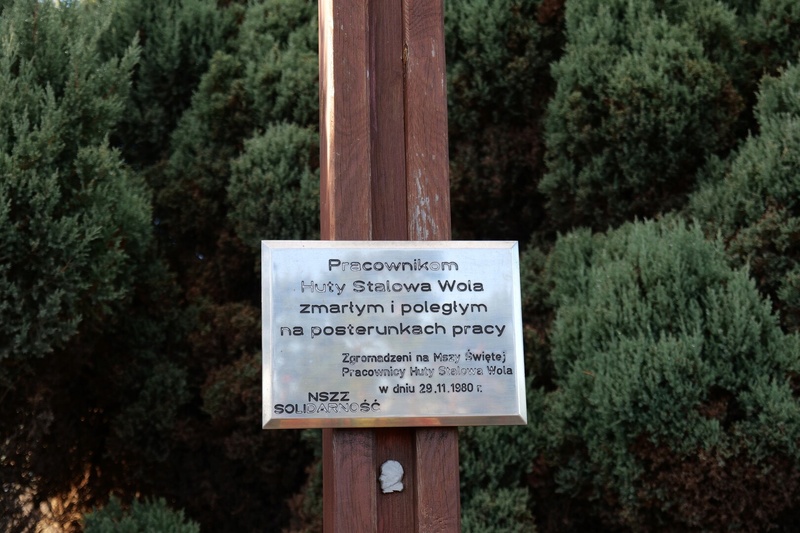 Pracownikom
Huty Stalowa Wola
zmarłym i poległym
na posterunkach pracy
Zgromadzeni na Mszy Świętej
Pracownicy Huty Stalowa Wola
w dniu 29.11.1980 r.
NSZZ
SOLIDARNOŚĆ